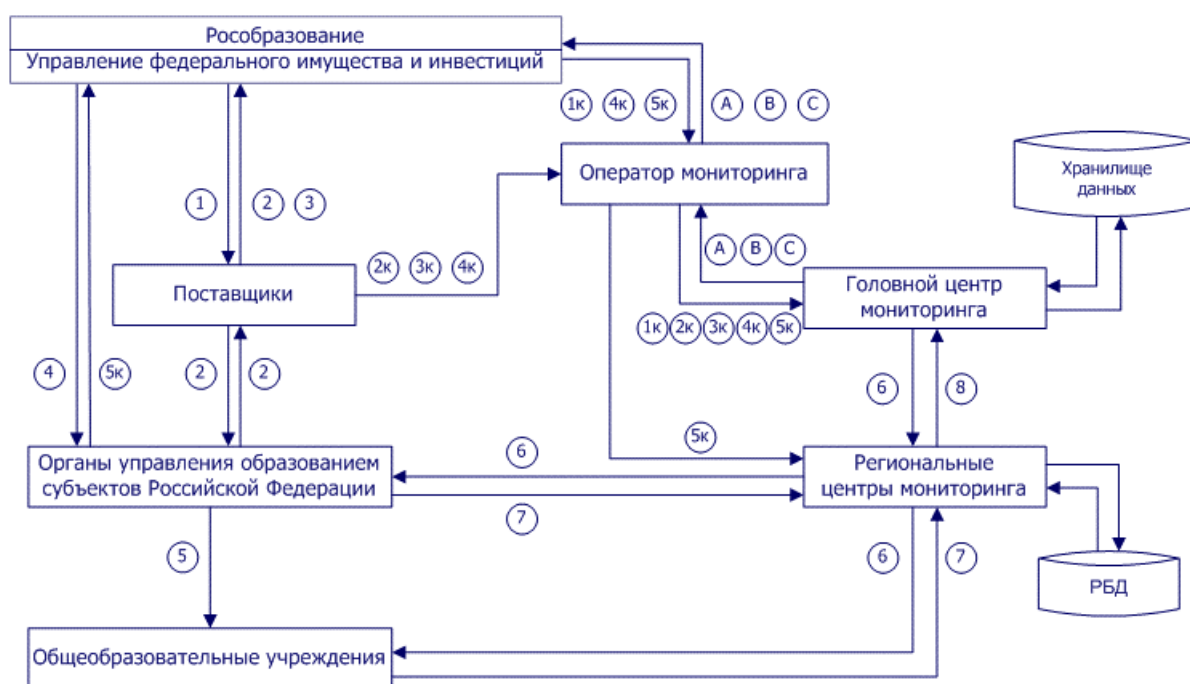 Рособразование
Управление федерального имущества и инвестиций
1к 4к 5к A B C
Оператор мониторинга
Хранилище
данных
1 2 3
A B C
2к 3к 4к
Поставщики
Головной центр
мониторинга
1к 2к 3к 4к 5к
4 5к 2 2
6 8
5к
Органы управления образованием
субъектов Российской Федерации
6
Региональные
центры мониторинга
7
5
6 7
РБД
Общеобразовательные учреждения